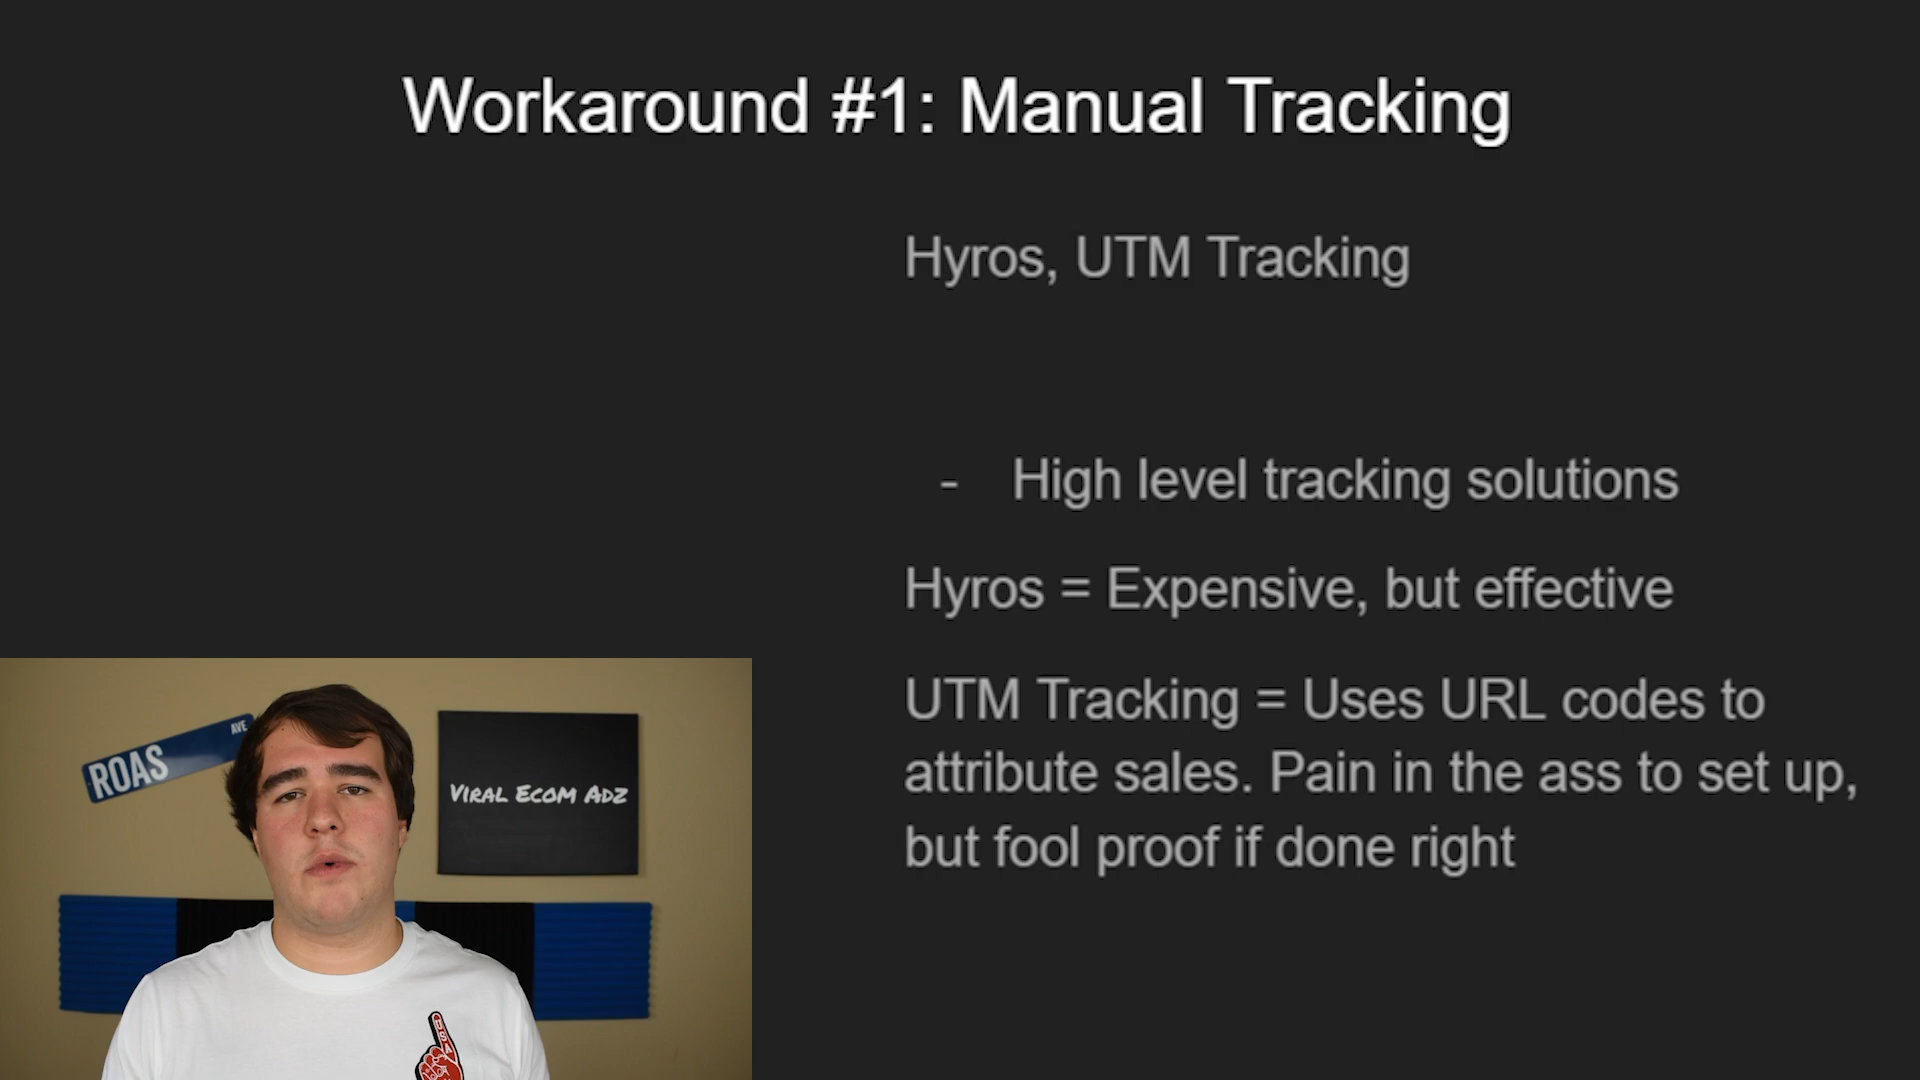 Workaround #1: Manual Tracking
Hyros, UTM Tracking
- High level tracking solutions
Hyros = Expensive, but effective
UTM Tracking = Uses URL codes to
attribute sales. Pain in the ass to set up,
but fool proof if done right
ROAS AVE
VIRAL ECOM ADZ
USA